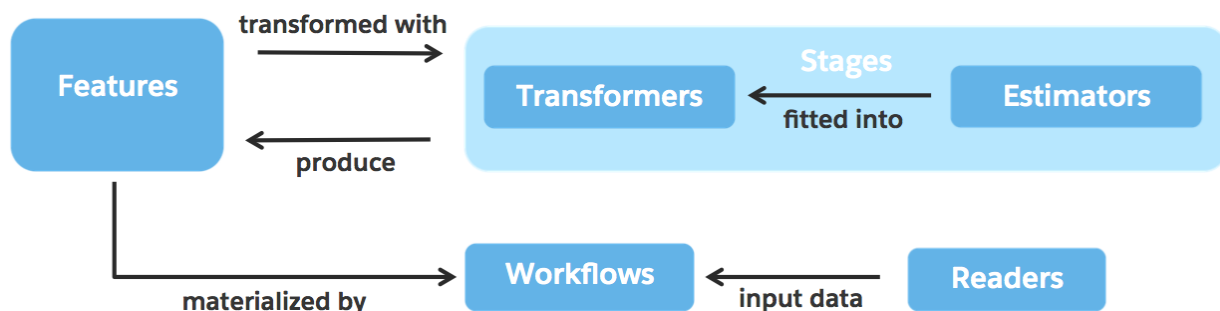 transformed with
Features
Stages
Transformers
fitted into
Estimators
produce
Workflows
Readers
materialized by
input data